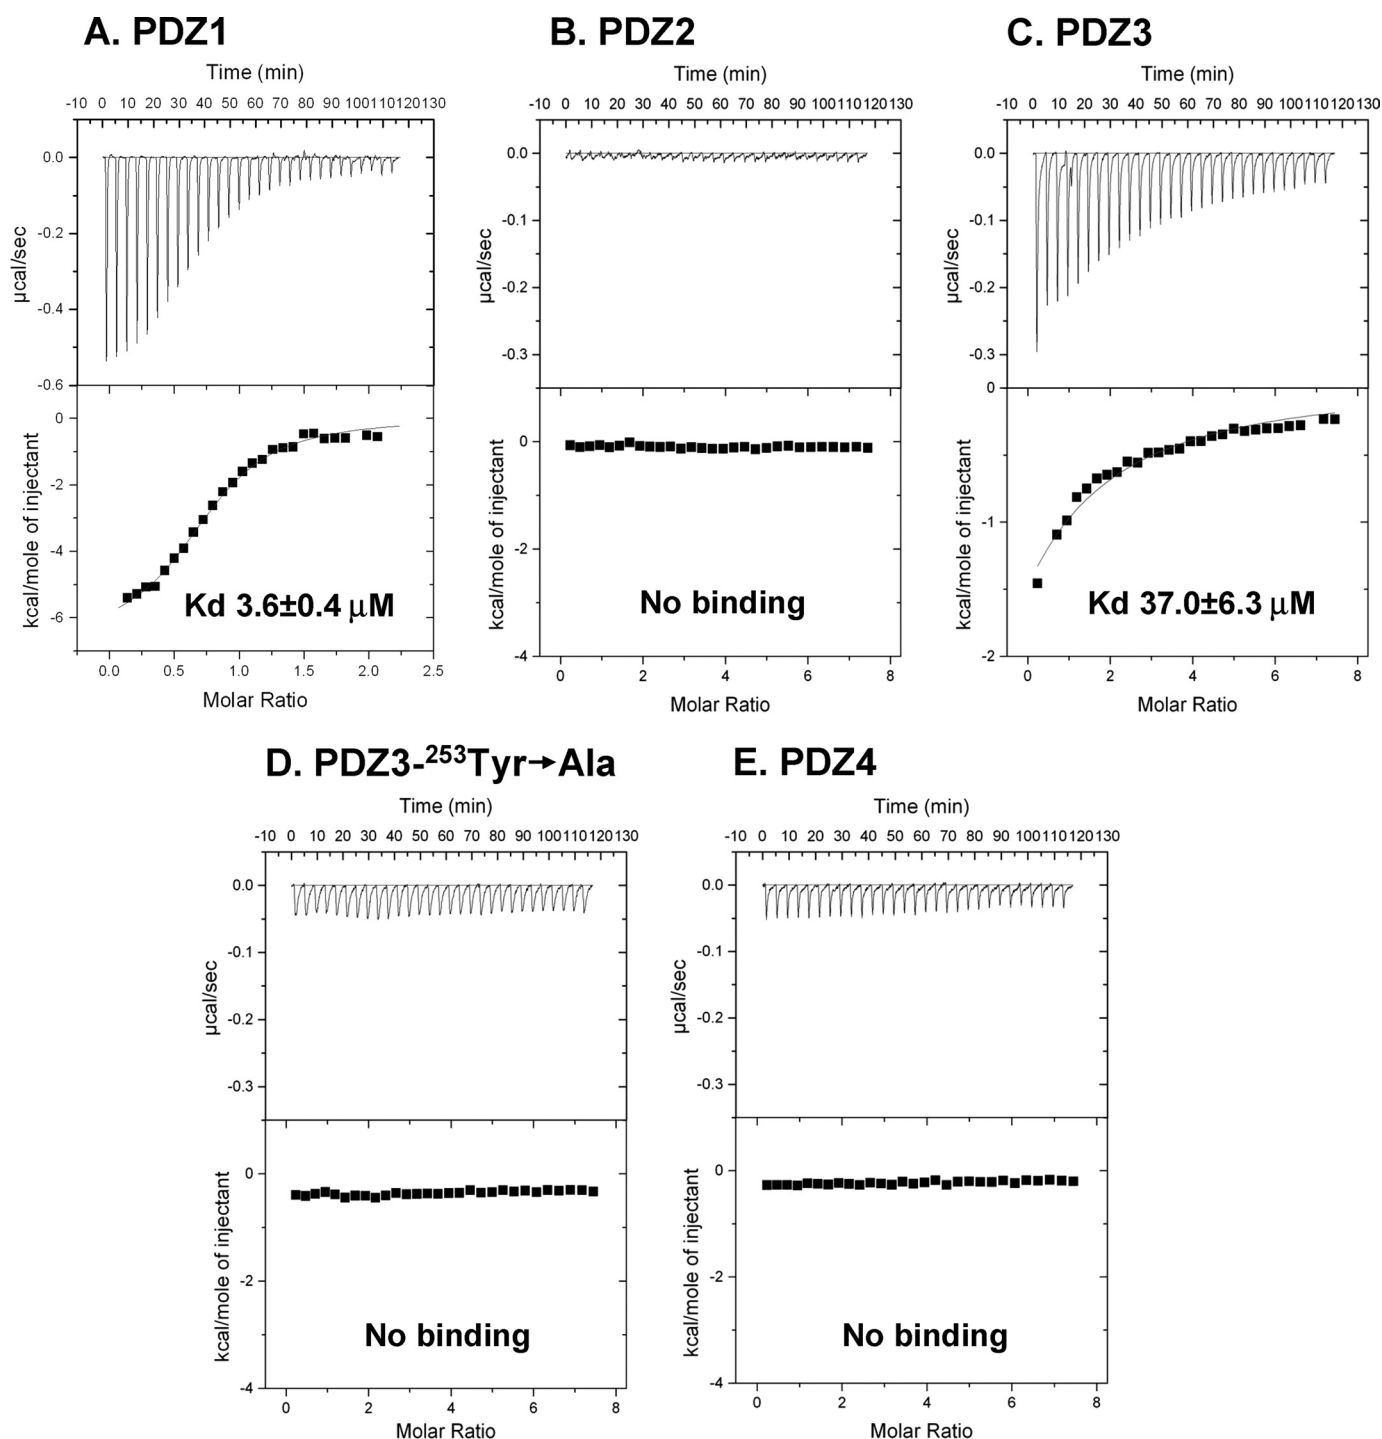 A. PDZ1
B. PDZ2
C. PDZ3
Time (min)
Time (min)
Time (min)
-10 0 10 20 30 40 50 60 70 80 90 100 110 120 130
-10 0 10 20 30 40 50 60 70 80 90 100 110 120 130
-10 0 10 20 30 40 50 60 70 80 90 100 110 120 130
0.0
-0.2
-0.4
-0.6
µcal/sec
0.0
-0.1
-0.2
-0.3
µcal/sec
0.0
-0.1
-0.2
-0.3
µcal/sec
0
-2
-4
-6
kcal/mole of injectant
Kd 3.6±0.4 µM
0.0 0.5 1.0 1.5 2.0 2.5
Molar Ratio
0
-2
-4
kcal/mole of injectant
No binding
0 2 4 6 8
Molar Ratio
0
-1
-2
kcal/mole of injectant
Kd 37.0±6.3 µM
0 2 4 6 8
Molar Ratio
D. PDZ3-²⁵³Tyr→Ala
E. PDZ4
Time (min)
Time (min)
-10 0 10 20 30 40 50 60 70 80 90 100 110 120 130
-10 0 10 20 30 40 50 60 70 80 90 100 110 120 130
0.0
-0.1
-0.2
-0.3
µcal/sec
0.0
-0.1
-0.2
-0.3
µcal/sec
0
-2
-4
kcal/mole of injectant
No binding
0 2 4 6 8
Molar Ratio
0
-2
-4
kcal/mole of injectant
No binding
0 2 4 6 8
Molar Ratio